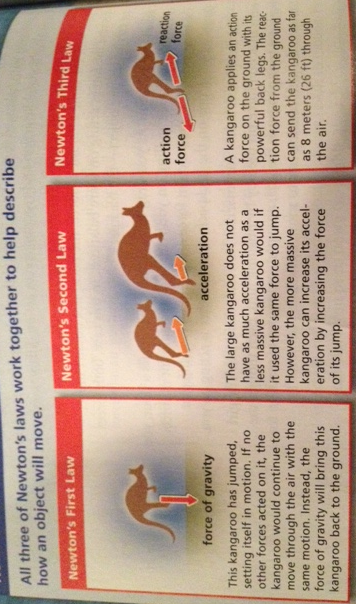 All three of Newton's laws work together to help describe
how an object will move.
Newton's First Law
force of gravity
This kangaroo has jumped,
setting itself in motion. If no
other forces acted on it, the
kangaroo would continue to
move through the air with the
same motion. Instead, the
force of gravity will bring this
kangaroo back to the ground.
Newton's Second Law
acceleration
The large kangaroo does not
have as much acceleration as a
less massive kangaroo would if
it used the same force to jump.
However, the more massive
kangaroo can increase its accel-
eration by increasing the force
of its jump.
Newton's Third Law
reaction
force
action
force
A kangaroo applies an action
force on the ground with its
powerful back legs. The reac-
tion force from the ground
can send the kangaroo as far
as 8 meters (26 ft) through
the air.